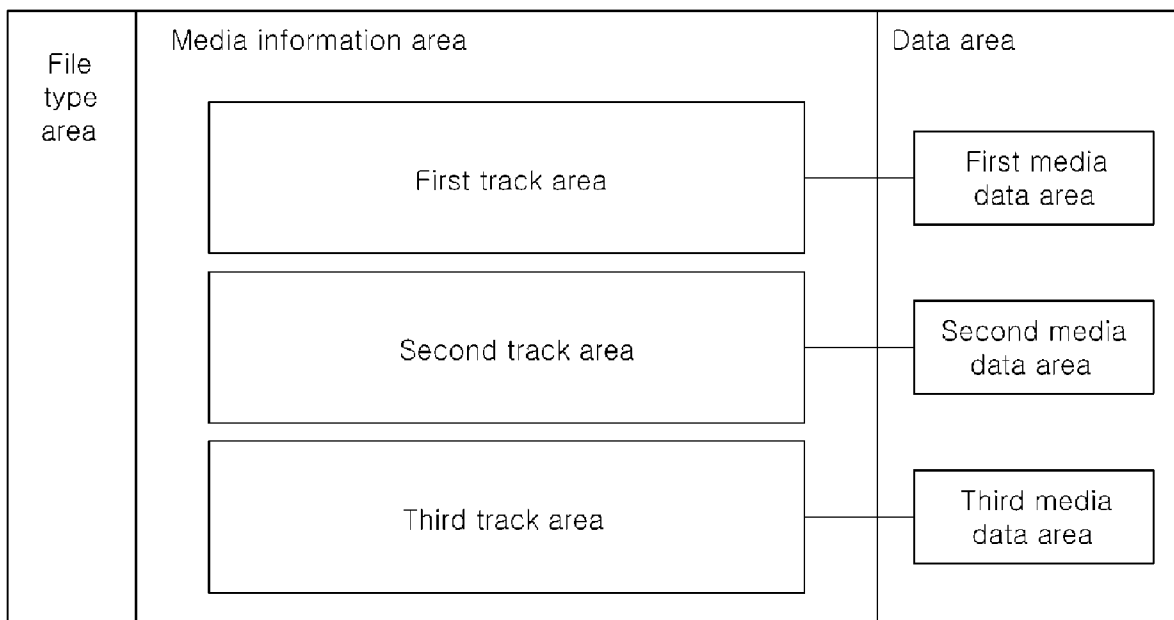 File
type
area
Media information area
First track area
Second track area
Third track area
Data area
First media
data area
Second media
data area
Third media
data area